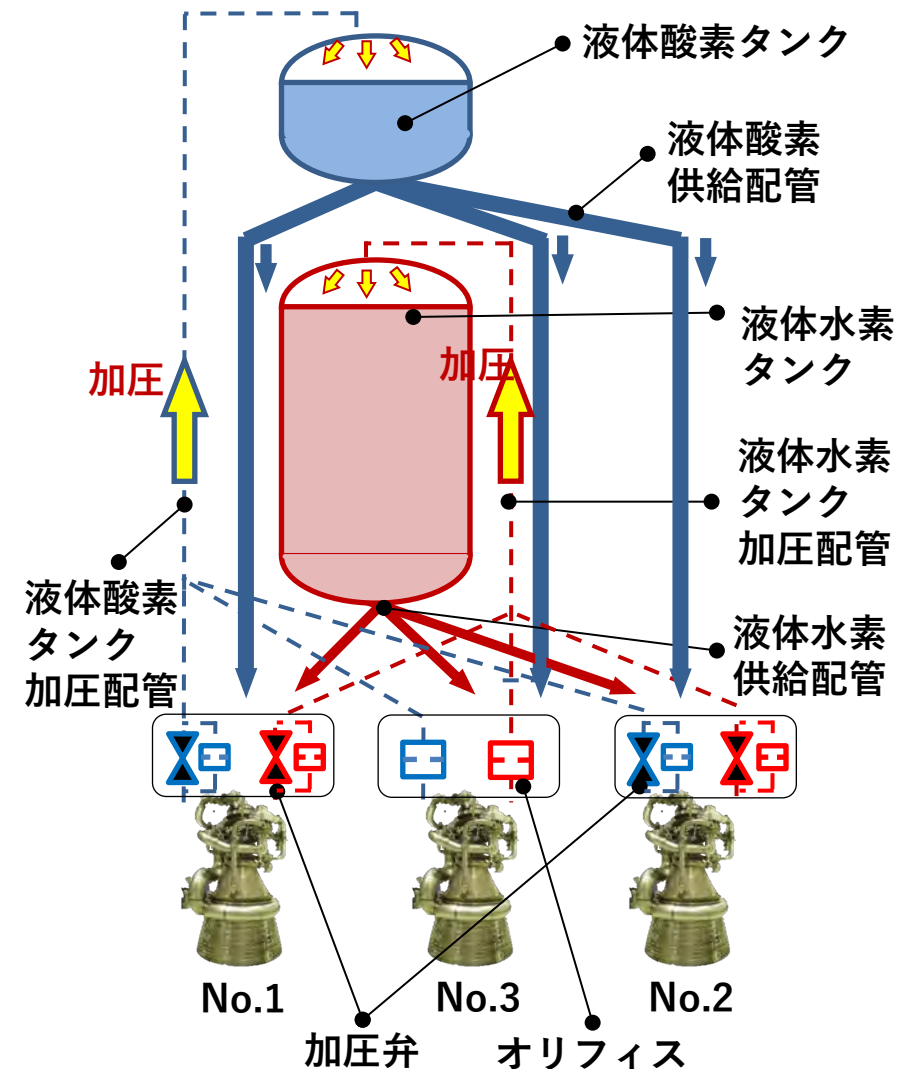 液体酸素タンク
液体酸素
供給配管
液体水素
タンク
加圧
加圧
液体水素
タンク
加圧配管
液体酸素
タンク
加圧配管
液体水素
供給配管
No.1
No.3
No.2
加圧弁
オリフィス